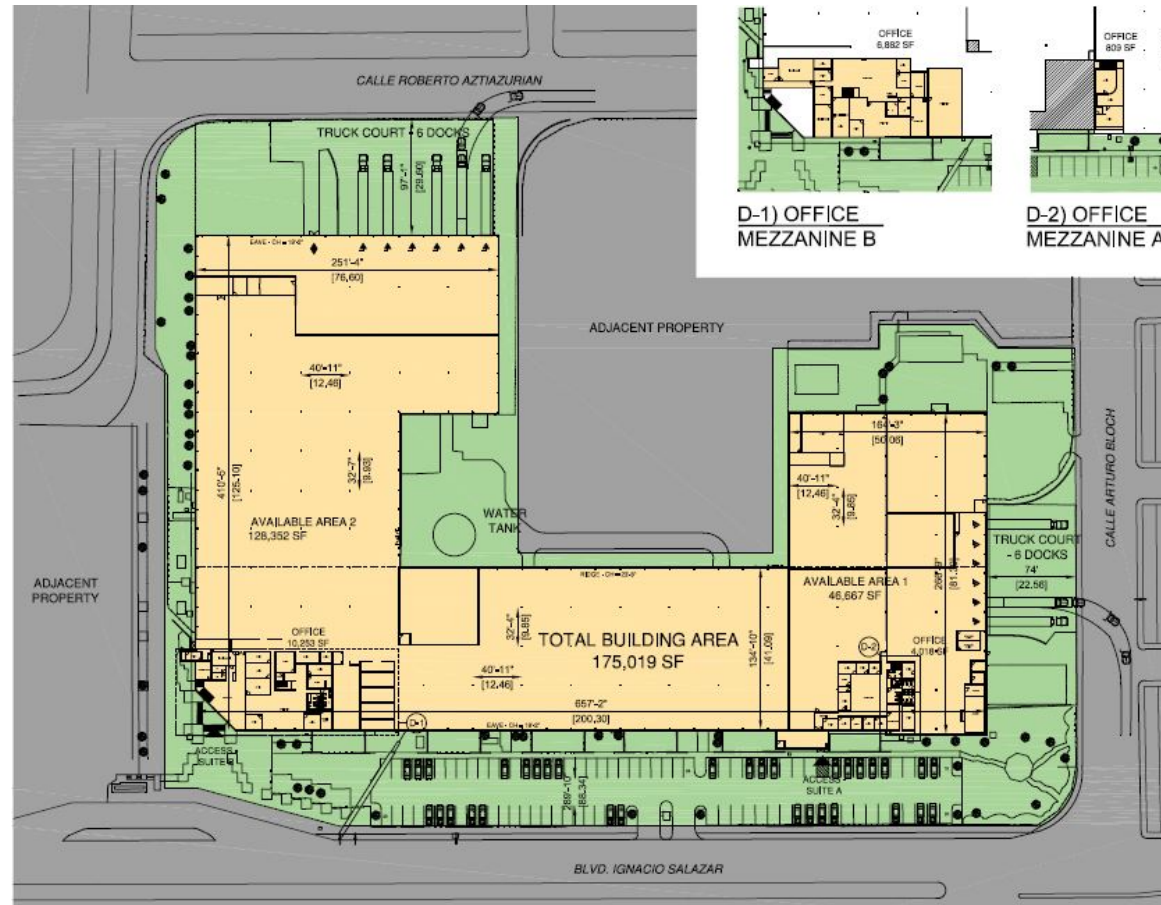 OFFICE
6,882 SF
D-1) OFFICE
MEZZANINE B
OFFICE
809 SF
D-2) OFFICE
MEZZANINE A
CALLE ROBERTO AZTIAZURIAN
TRUCK COURT - 6 DOCKS
97'-1"
[29.60]
251'-4"
[76,60]
ADJACENT PROPERTY
40'-11"
[12,46]
32'-7"
[9.93]
410'-5"
[125.10]
AVAILABLE AREA 2
128,352 SF
WATER
TANK
164'-3"
[50.06]
40'-11"
[12,46]
32'-4"
[9.85]
CALLE ARTURO BLOCH
TRUCK COURT
- 6 DOCKS
74'
[22.56]
AVAILABLE AREA 1
46,667 SF
ADJACENT
PROPERTY
OFFICE
10,253 SF
32'-4"
[9.85]
TOTAL BUILDING AREA
175,019 SF
134'-10"
[41.09]
40'-11"
[12.46]
657'-2"
[200,30]
D-2
OFFICE
4,018 SF
D-1
ACCESS
289'-10"
[88.34]
ACCESS
SUITE A
BLVD. IGNACIO SALAZAR